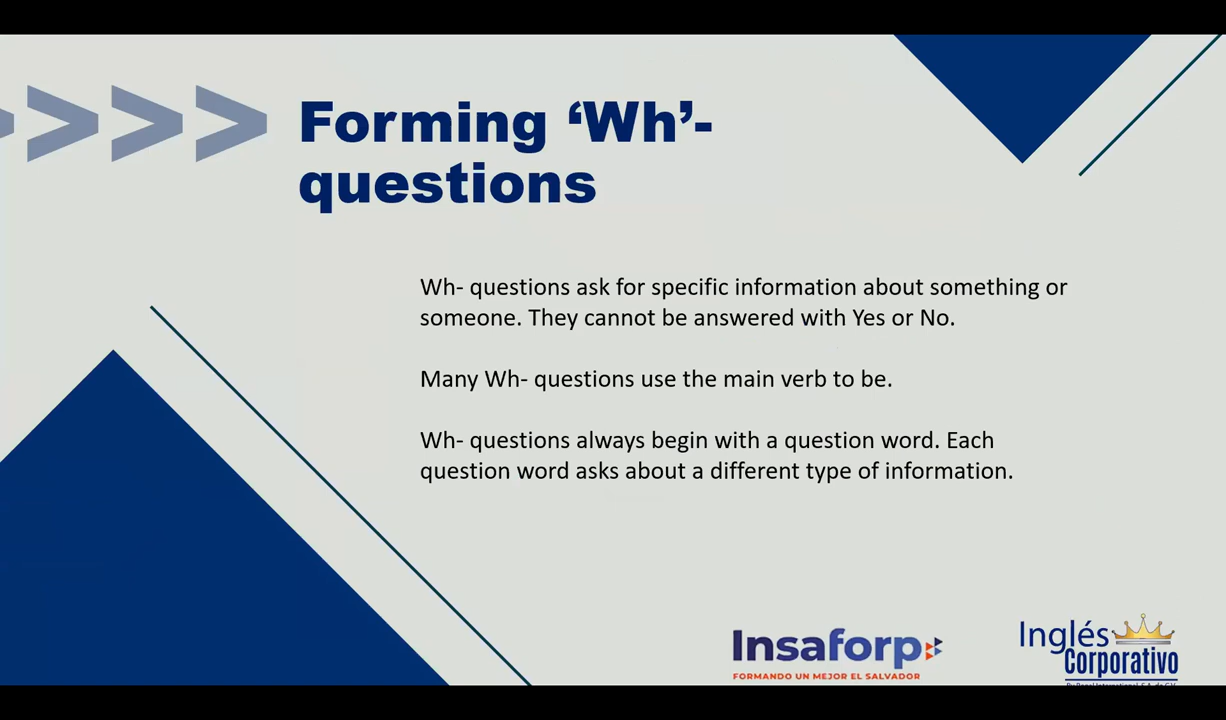 Forming ‘Wh’-
questions
Wh- questions ask for specific information about something or
someone. They cannot be answered with Yes or No.
Many Wh- questions use the main verb to be.
Wh- questions always begin with a question word. Each
question word asks about a different type of information.
Insaforp
FORMANDO UN MEJOR EL SALVADOR
Inglés
Corporativo